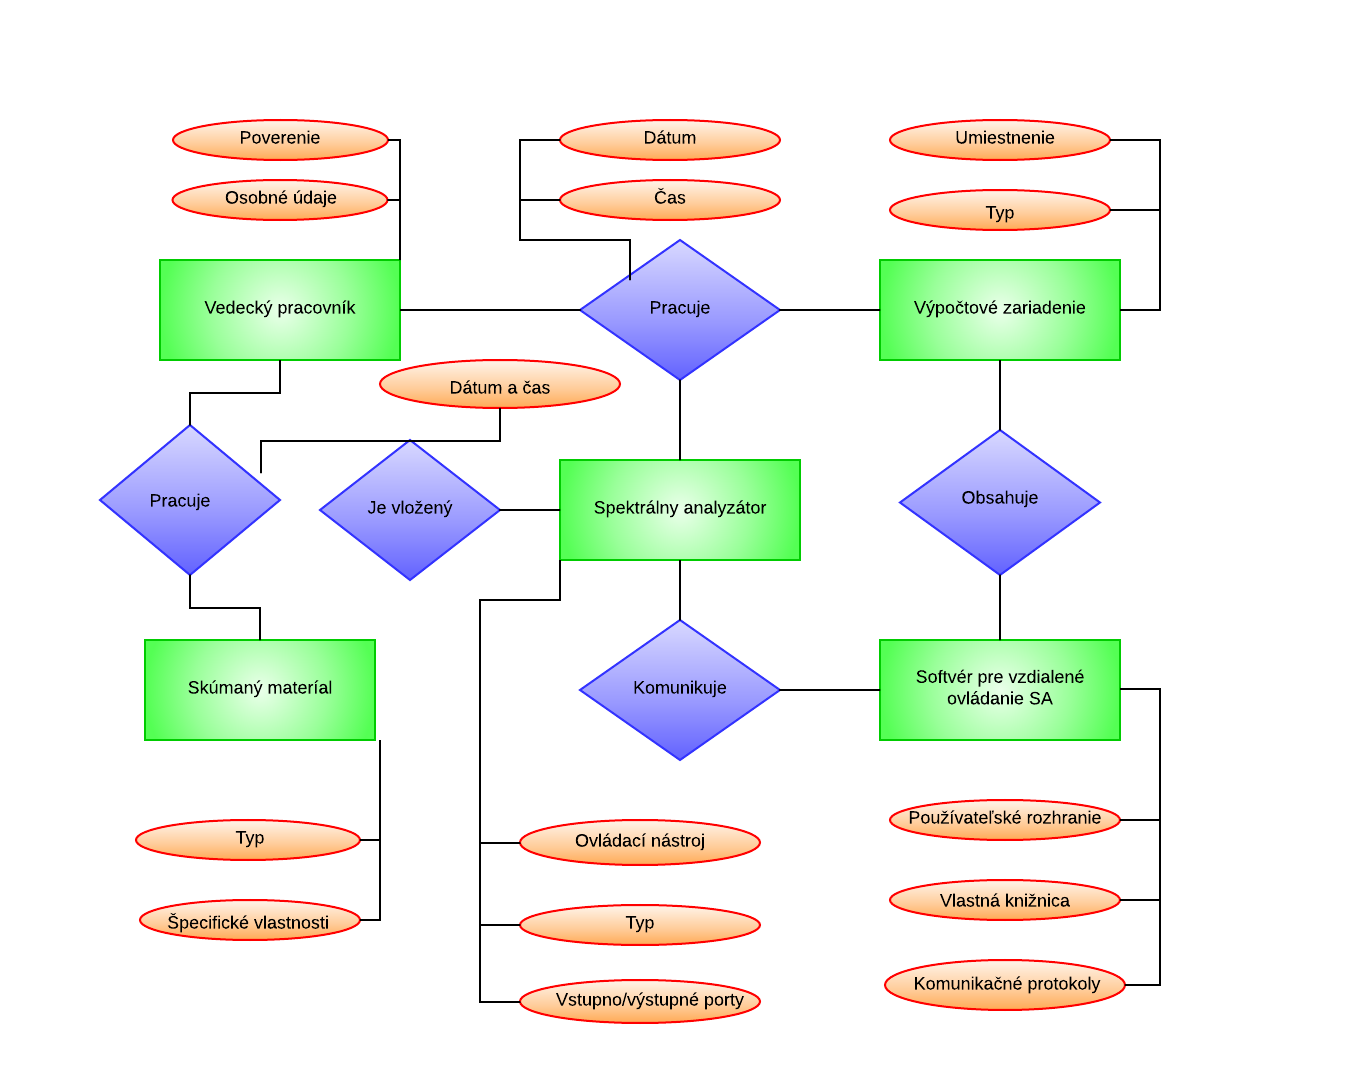 Poverenie
Dátum
Umiestnenie
Osobné údaje
Čas
Typ
Vedecký pracovník
Pracuje
Výpočtové zariadenie
Dátum a čas
Pracuje
Je vložený
Spektrálny analyzátor
Obsahuje
Skúmaný materíal
Komunikuje
Softvér pre vzdialené
ovládanie SA
Typ
Ovládací nástroj
Používateľské rozhranie
Špecifické vlastnosti
Typ
Vlastná knižnica
Vstupno/výstupné porty
Komunikačné protokoly